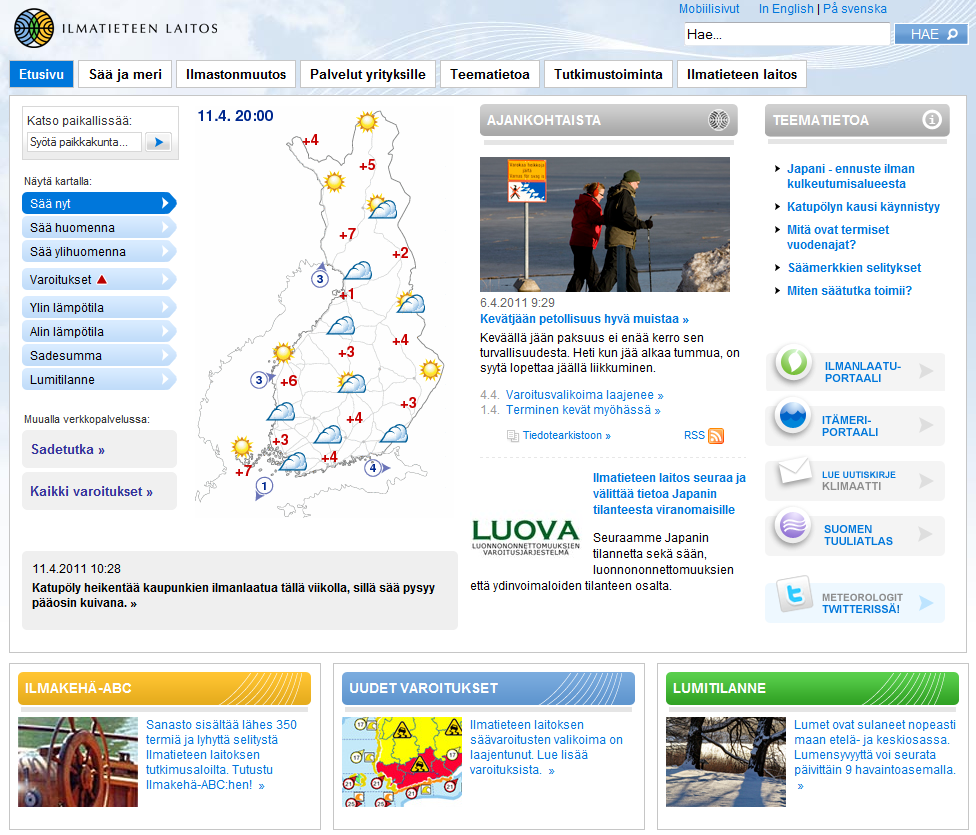 ILMATIETEEN LAITOS
Mobiilisivut
In English | På svenska
Hae...
HAE
Etusivu
Sää ja meri
Ilmastonmuutos
Palvelut yrityksille
Teematietoa
Tutkimustoiminta
Ilmatieteen laitos
Katso paikallissää:
Syötä paikkakunta...
Näytä kartalla:
Sää nyt
Sää huomenna
Sää ylihuomenna
Varoitukset
Ylin lämpötila
Alin lämpötila
Sadesumma
Lumitilanne
Muualla verkkopalvelussa:
Sadetutka »
Kaikki varoitukset »
11.4. 20:00
+4
+5
+7
+2
3
+1
+4
+3
3
+6
+3
+4
+3
+4
+7
4
1
11.4.2011 10:28
Katupöly heikentää kaupunkien ilmanlaatua tällä viikolla, sillä sää pysyy
pääosin kuivana. »
AJANKOHTAISTA
6.4.2011 9:29
Kevätjään petollisuus hyvä muistaa »
Keväällä jään paksuus ei enää kerro sen
turvallisuudesta. Heti kun jää alkaa tummua, on
syytä lopettaa jäällä liikkuminen.
4.4. Varoitusvalikoima laajenee »
1.4. Terminen kevät myöhässä »
Tiedotearkistoon »
RSS
LUOVA
LUONNONONNETTOMUUKSIEN
VAROITUSJÄRJESTELMÄ
Ilmatieteen laitos seuraa ja
välittää tietoa Japanin
tilanteesta viranomaisille
Seuraamme Japanin
tilannetta sekä sään,
luonnononnettomuuksien
että ydinvoimaloiden tilanteen osalta.
TEEMATIETOA
Japani - ennuste ilman
kulkeutumisalueesta
Katupölyn kausi käynnistyy
Mitä ovat termiset
vuodenajat?
Säämerkkien selitykset
Miten säätutka toimii?
ILMANLAATU-
PORTAALI
ITÄMERI-
PORTAALI
LUE UUTISKIRJE
KLIMAATTI
SUOMEN
TUULIATLAS
METEOROLOGIT
TWITTERISSÄ!
ILMAKEHÄ-ABC
Sanasto sisältää lähes 350
termiä ja lyhyttä selitystä
Ilmatieteen laitoksen
tutkimusaloilta. Tutustu
Ilmakehä-ABC:hen! »
UUDET VAROITUKSET
17
17
21
21
25
21
Ilmatieteen laitoksen
säävaroitusten valikoima on
laajentunut. Lue lisää
varoituksista. »
LUMITILANNE
Lumet ovat sulaneet nopeasti
maan etelä- ja keskiosassa.
Lumensyvyyttä voi seurata
päivittäin 9 havaintoasemalla.
»